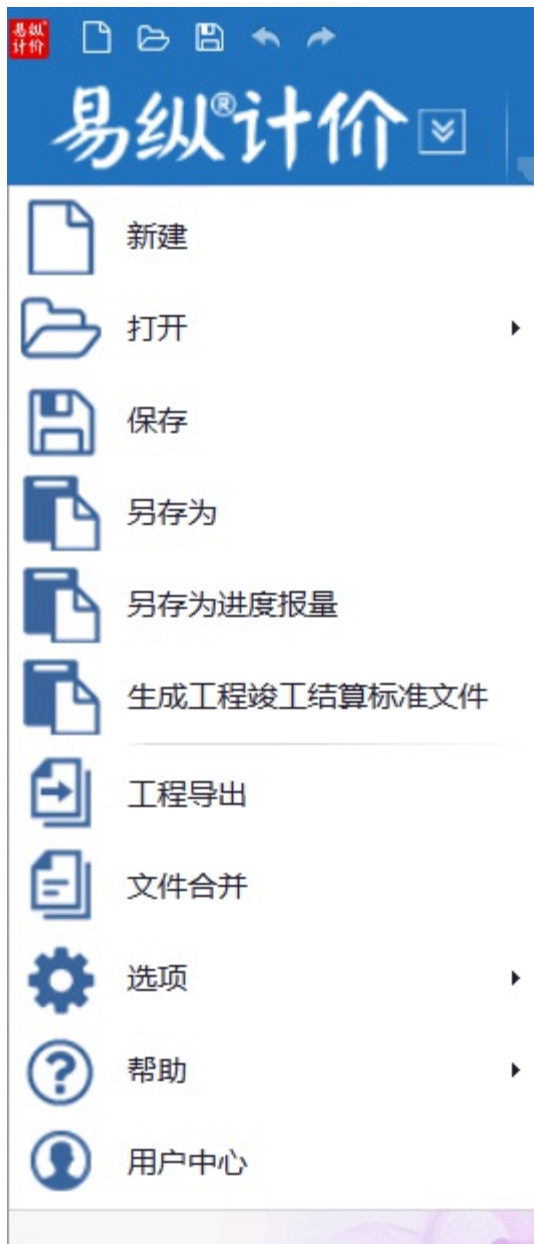 易纵
计价
易纵®计价
新建
打开
保存
另存为
另存为进度报量
生成工程竣工结算标准文件
工程导出
文件合并
选项
帮助
用户中心